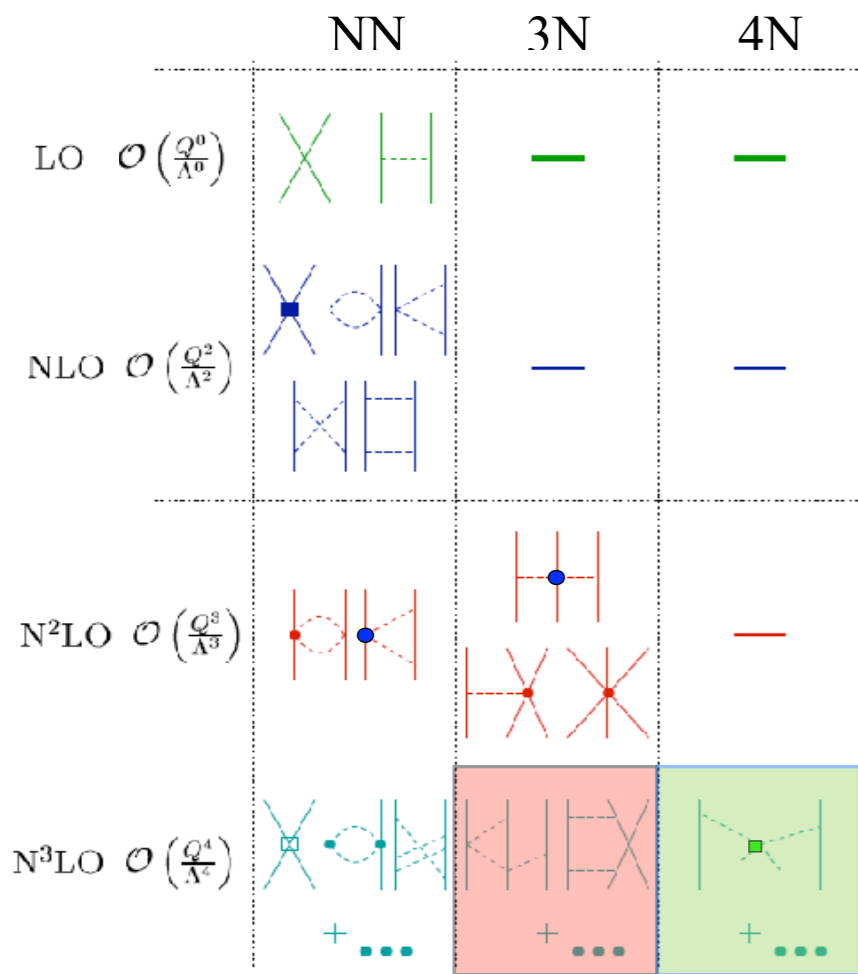 NN 3N 4N
LO 𝒪(Q⁰/Λ⁰)
NLO 𝒪(Q²/Λ²)
N²LO 𝒪(Q³/Λ³)
N³LO 𝒪(Q⁴/Λ⁴)
+ ... + ... + ...